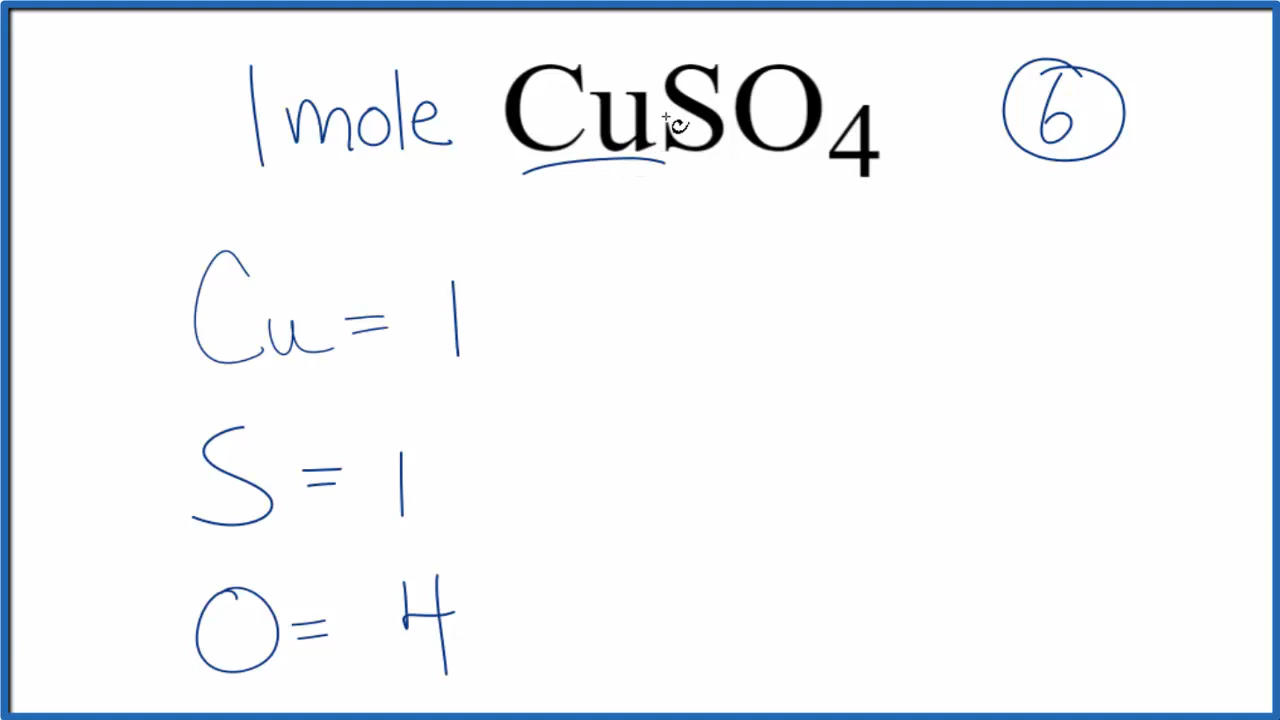 1 mole CuSO₄ 6
Cu = 1
S = 1
O = 4